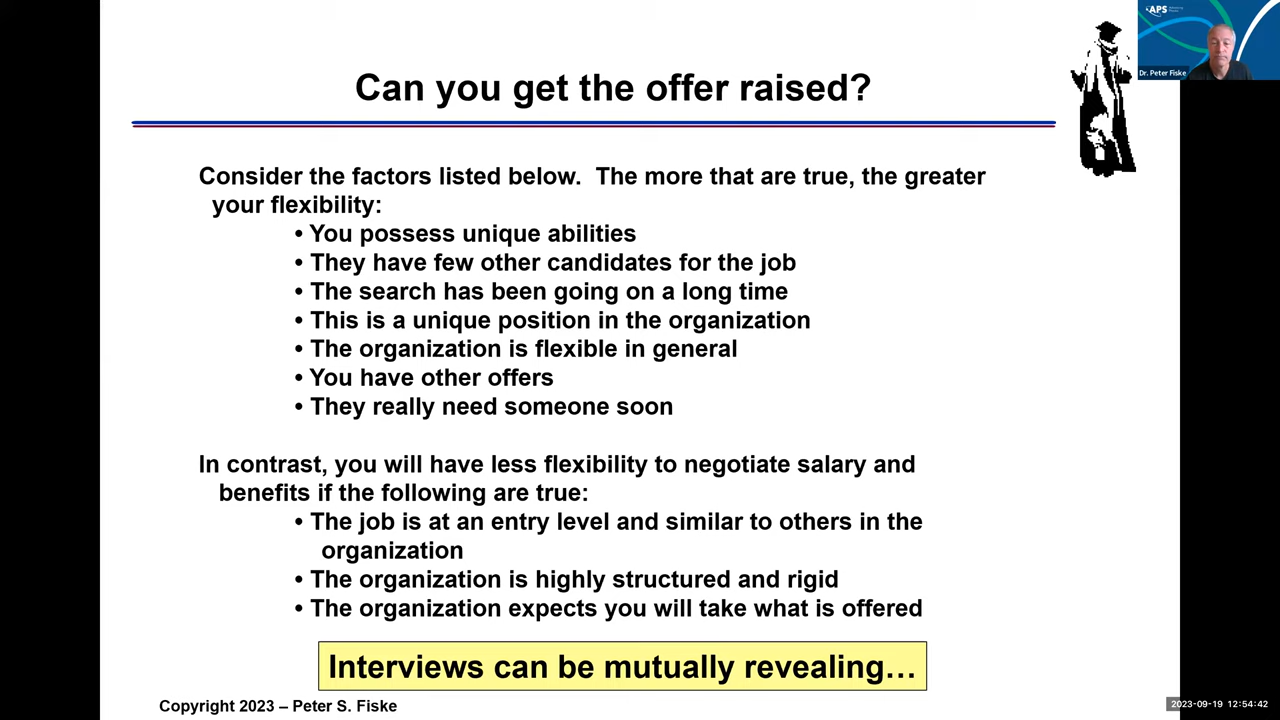 APS
Dr. Peter Fiske
Can you get the offer raised?
Consider the factors listed below. The more that are true, the greater
your flexibility:
• You possess unique abilities
• They have few other candidates for the job
• The search has been going on a long time
• This is a unique position in the organization
• The organization is flexible in general
• You have other offers
• They really need someone soon
In contrast, you will have less flexibility to negotiate salary and
benefits if the following are true:
• The job is at an entry level and similar to others in the
organization
• The organization is highly structured and rigid
• The organization expects you will take what is offered
Interviews can be mutually revealing…
Copyright 2023 – Peter S. Fiske
2023-09-19 12:54:42